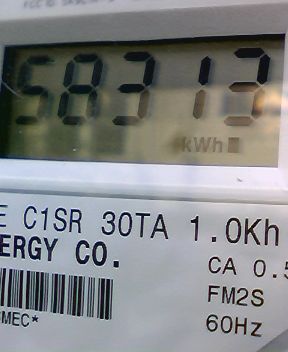 58313
kWh
E C1SR 30TA 1.0Kh
ERGY CO.
CA 0.5
FM2S
MEC*
60Hz